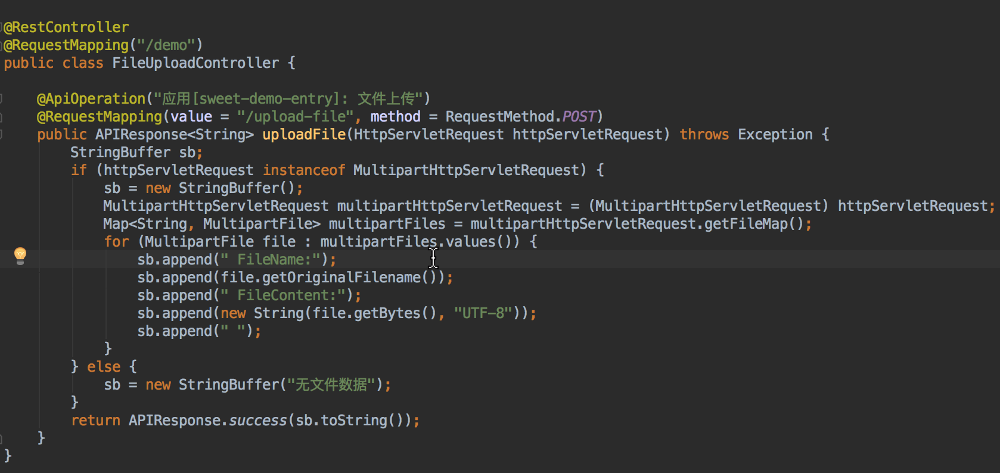 @RestController
@RequestMapping("/demo")
public class FileUploadController {
@ApiOperation("应用[sweet-demo-entry]: 文件上传")
@RequestMapping(value = "/upload-file", method = RequestMethod.POST)
public APIResponse<String> uploadFile(HttpServletRequest httpServletRequest) throws Exception {
StringBuffer sb;
if (httpServletRequest instanceof MultipartHttpServletRequest) {
sb = new StringBuffer();
MultipartHttpServletRequest multipartHttpServletRequest = (MultipartHttpServletRequest) httpServletRequest;
Map<String, MultipartFile> multipartFiles = multipartHttpServletRequest.getFileMap();
for (MultipartFile file : multipartFiles.values()) {
sb.append(" FileName:");
sb.append(file.getOriginalFilename());
sb.append(" FileContent:");
sb.append(new String(file.getBytes(), "UTF-8"));
sb.append(" ");
}
} else {
sb = new StringBuffer("无文件数据");
}
return APIResponse.success(sb.toString());
}
}